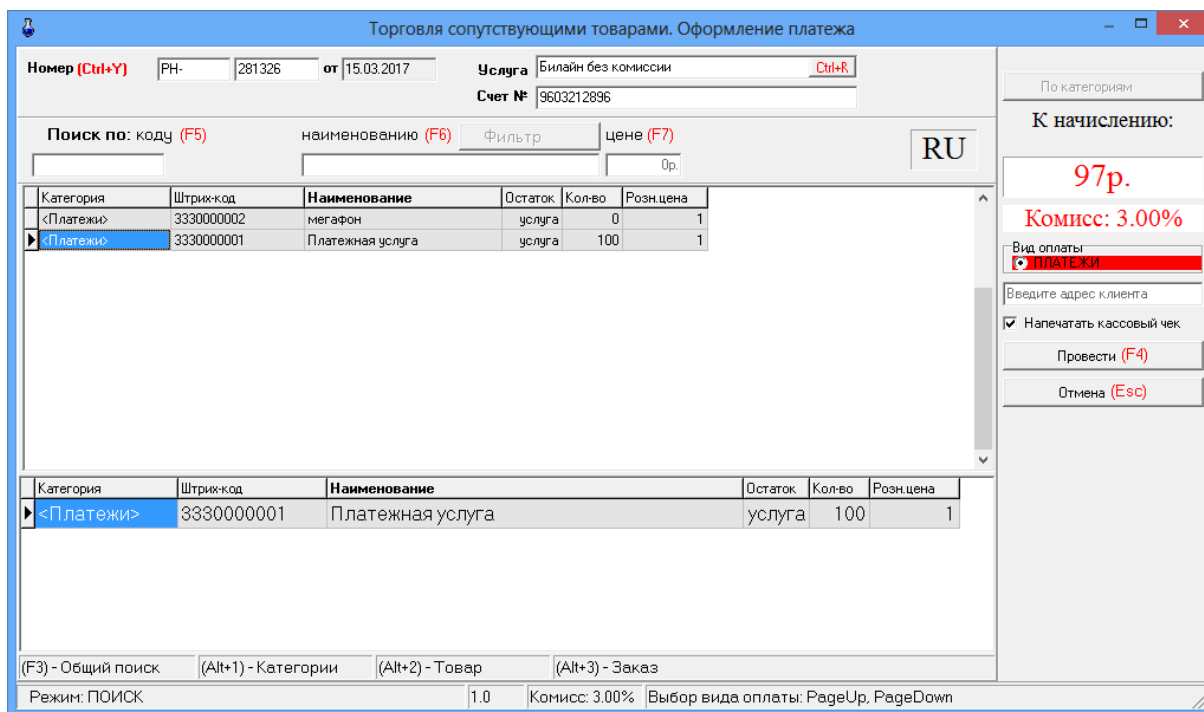 Торговля сопутствующими товарами. Оформление платежа
Номер (Ctrl+Y) РН- 281326 от 15.03.2017 Услуга Билайн без комиссии Ctrl+R
Счет № 9603212896
По категориям
Поиск по: коду (F5) наименованию (F6) Фильтр цене (F7)
0р.
RU
К начислению:
97р.
Комисс: 3.00%
Вид оплаты
ПЛАТЕЖИ
Введите адрес клиента
Напечатать кассовый чек
Провести (F4)
Отмена (Esc)
Категория Штрих-код Наименование Остаток Кол-во Розн.цена
<Платежи> 3330000002 мегафон услуга 0 1
<Платежи> 3330000001 Платежная услуга услуга 100 1
Категория Штрих-код Наименование Остаток Кол-во Розн.цена
<Платежи> 3330000001 Платежная услуга услуга 100 1
(F3) - Общий поиск (Alt+1) - Категории (Alt+2) - Товар (Alt+3) - Заказ
Режим: ПОИСК 1.0 Комисс: 3.00% Выбор вида оплаты: PageUp, PageDown